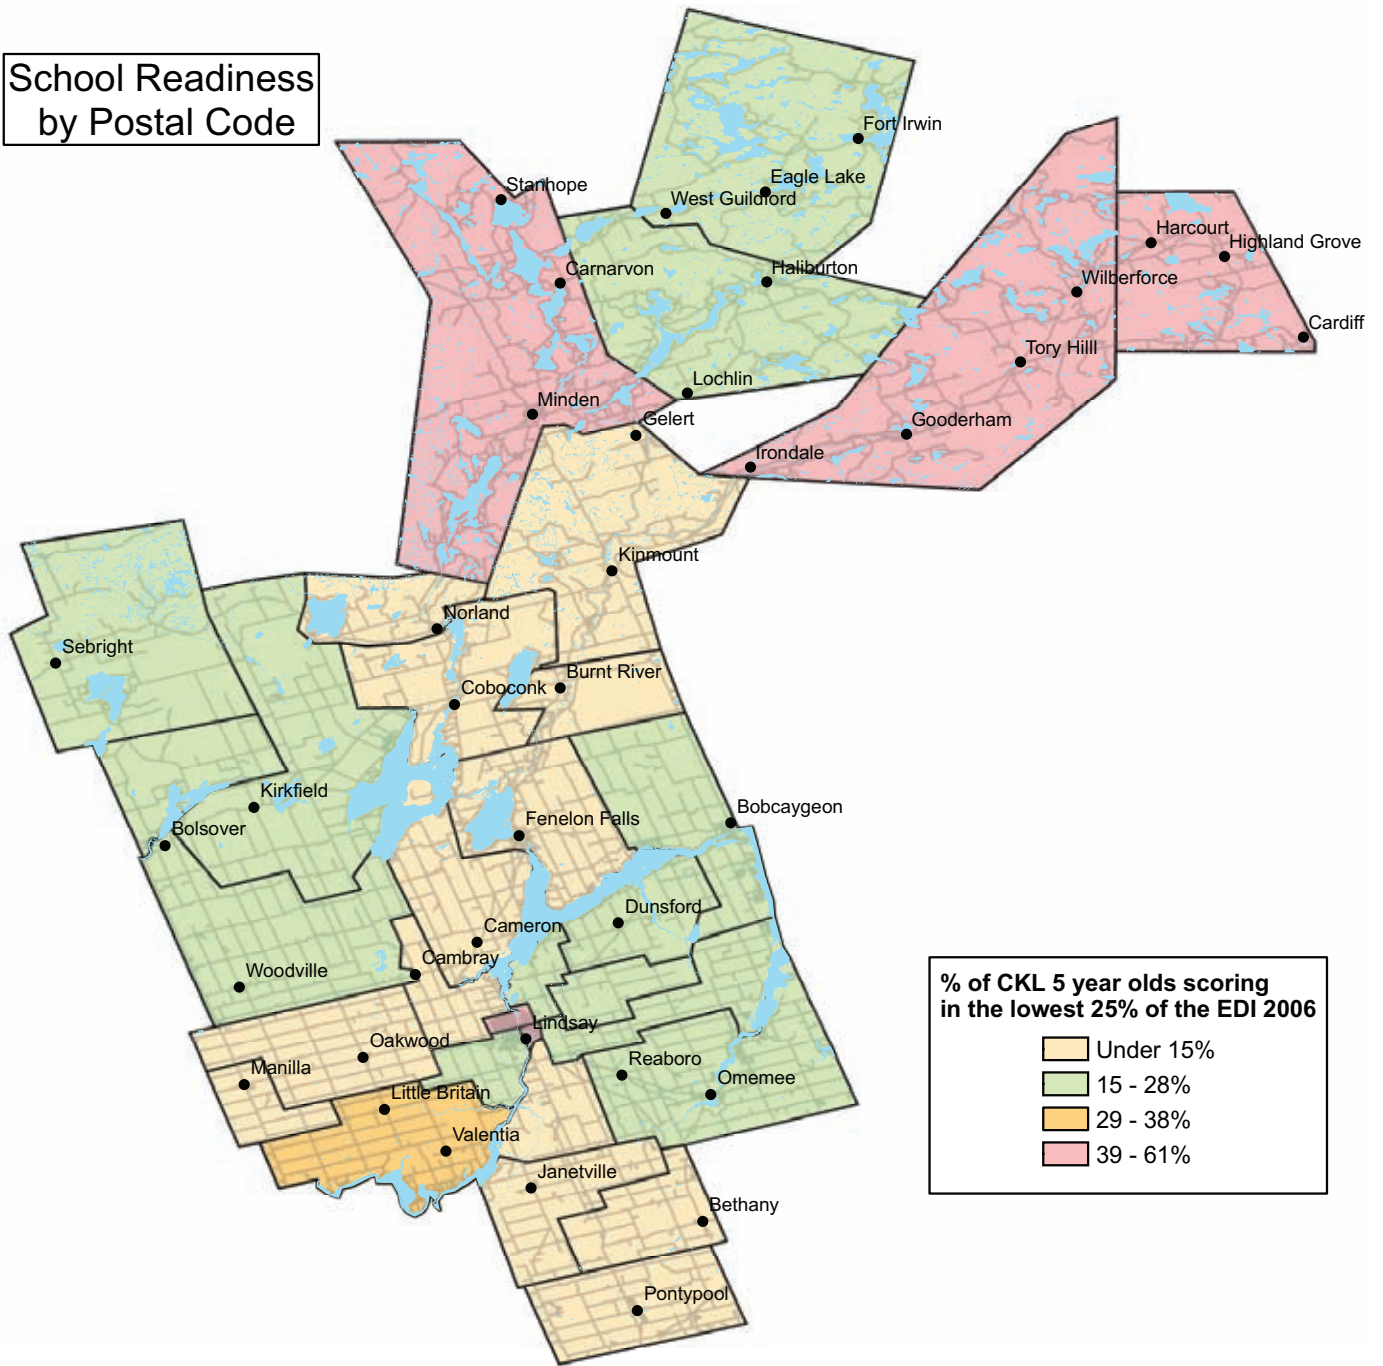 School Readiness
by Postal Code
Fort Irwin
Stanhope
Eagle Lake
West Guildford
Harcourt
Highland Grove
Carnarvon
Haliburton
Wilberforce
Cardiff
Tory Hilll
Lochlin
Minden
Gelert
Gooderham
Irondale
Kinmount
Norland
Sebright
Burnt River
Coboconk
Kirkfield
Bobcaygeon
Fenelon Falls
Bolsover
Dunsford
Cameron
Cambray
Woodville
Lindsay
Oakwood
Manilla
Reaboro
Omemee
Little Britain
Valentia
Janetville
Bethany
Pontypool
% of CKL 5 year olds scoring
in the lowest 25% of the EDI 2006
Under 15%
15 - 28%
29 - 38%
39 - 61%